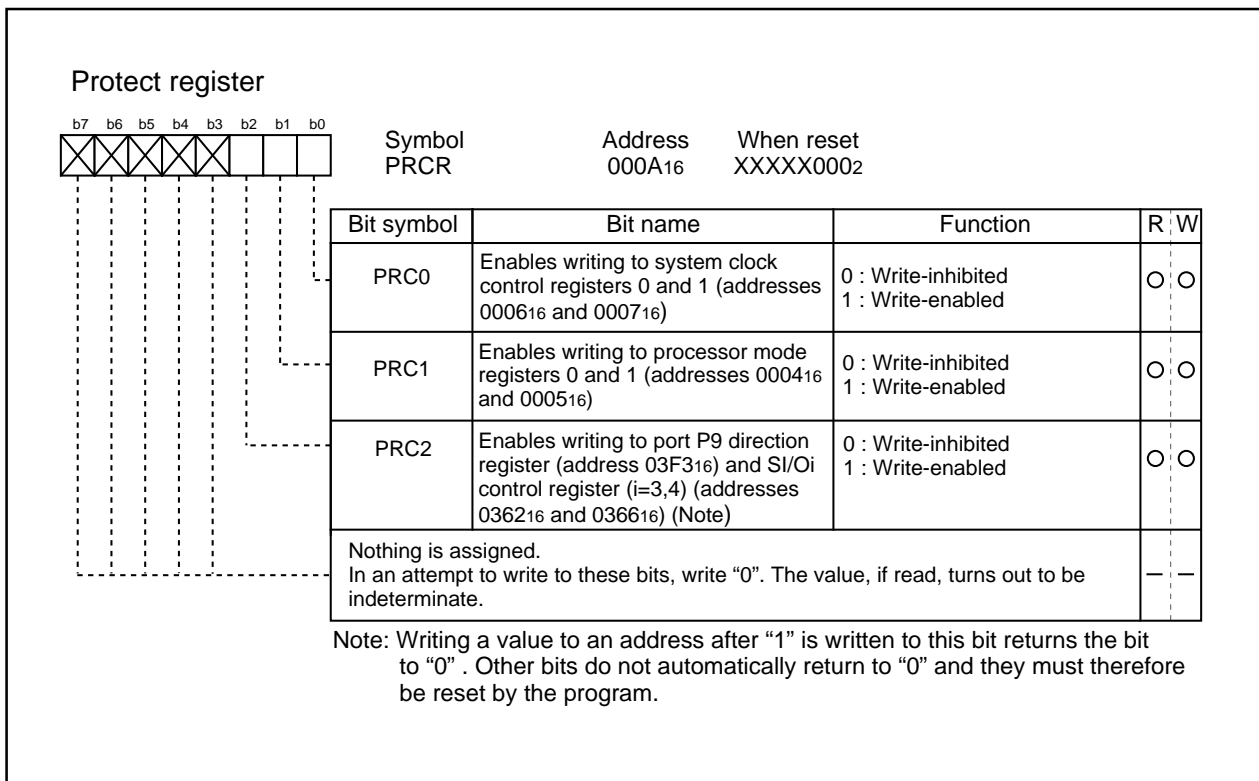 Protect register
b7 b6 b5 b4 b3 b2 b1 b0
Symbol Address When reset
PRCR 000A16 XXXXX0002
Bit symbol Bit name Function R W
PRC0 Enables writing to system clock
control registers 0 and 1 (addresses
000616 and 000716)
0 : Write-inhibited
1 : Write-enabled
PRC1 Enables writing to processor mode
registers 0 and 1 (addresses 000416
and 000516)
0 : Write-inhibited
1 : Write-enabled
PRC2 Enables writing to port P9 direction
register (address 03F316) and SI/Oi
control register (i=3,4) (addresses
036216 and 036616) (Note)
0 : Write-inhibited
1 : Write-enabled
Nothing is assigned.
In an attempt to write to these bits, write “0”. The value, if read, turns out to be
indeterminate.
Note: Writing a value to an address after “1” is written to this bit returns the bit
to “0” . Other bits do not automatically return to “0” and they must therefore
be reset by the program.